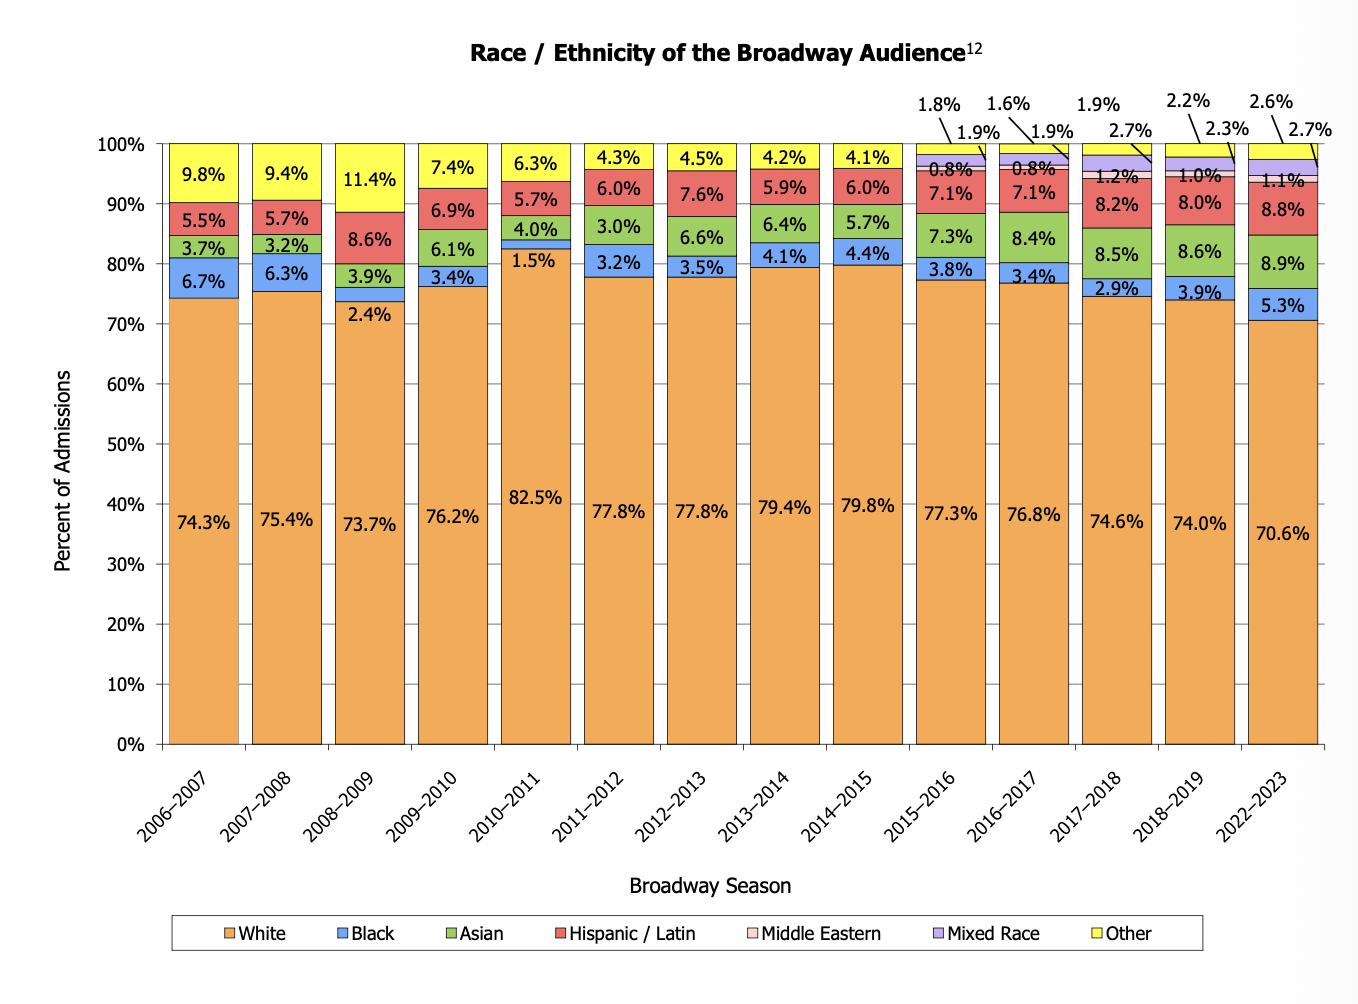 Race / Ethnicity of the Broadway Audience12
1.8% 1.6% 1.9% 2.2% 2.6%
1.9% 1.9% 2.7% 2.3% 2.7%
Percent of Admissions
100%
90%
80%
70%
60%
50%
40%
30%
20%
10%
0%
9.8% 9.4% 11.4% 7.4% 6.3% 4.3% 4.5% 4.2% 4.1%
0.8% 0.8% 1.2% 1.0% 1.1%
5.5% 5.7% 8.6% 6.9% 5.7% 6.0% 7.6% 5.9% 6.0% 7.1% 7.1% 8.2% 8.0% 8.8%
3.7% 3.2% 3.9% 6.1% 4.0% 3.0% 6.6% 6.4% 5.7% 7.3% 8.4% 8.5% 8.6% 8.9%
6.7% 6.3% 2.4% 3.4% 1.5% 3.2% 3.5% 4.1% 4.4% 3.8% 3.4% 2.9% 3.9% 5.3%
74.3% 75.4% 73.7% 76.2% 82.5% 77.8% 77.8% 79.4% 79.8% 77.3% 76.8% 74.6% 74.0% 70.6%
2006–2007 2007–2008 2008–2009 2009–2010 2010–2011 2011–2012 2012–2013 2013–2014 2014–2015 2015–2016 2016–2017 2017–2018 2018–2019 2022–2023
Broadway Season
White Black Asian Hispanic / Latin Middle Eastern Mixed Race Other